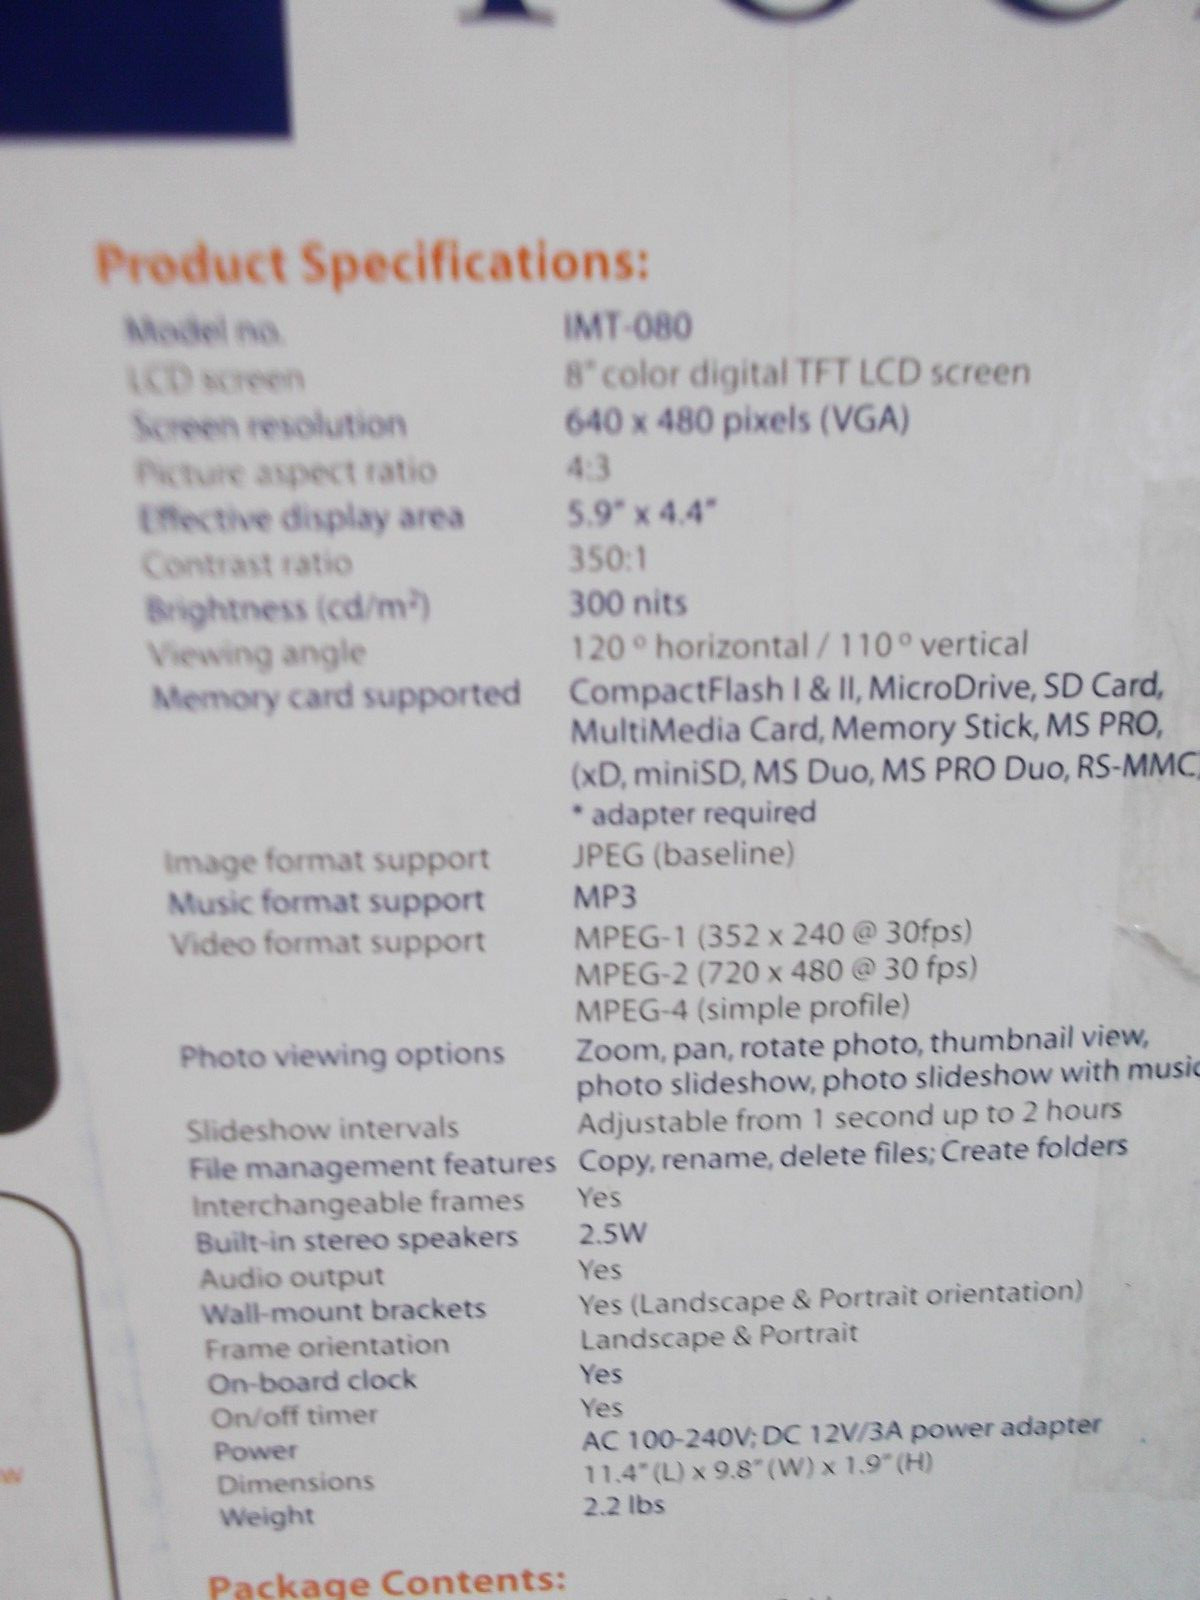 Product Specifications:
Model no. IMT-080
LCD screen 8" color digital TFT LCD screen
Screen resolution 640 x 480 pixels (VGA)
Picture aspect ratio 4:3
Effective display area 5.9" x 4.4"
Contrast ratio 350:1
Brightness (cd/m²) 300 nits
Viewing angle 120 º horizontal / 110 º vertical
Memory card supported CompactFlash I & II, MicroDrive, SD Card,
MultiMedia Card, Memory Stick, MS PRO,
(xD, miniSD, MS Duo, MS PRO Duo, RS-MMC)
* adapter required
Image format support JPEG (baseline)
Music format support MP3
Video format support MPEG-1 (352 x 240 @ 30fps)
MPEG-2 (720 x 480 @ 30 fps)
MPEG-4 (simple profile)
Photo viewing options Zoom, pan, rotate photo, thumbnail view,
photo slideshow, photo slideshow with music
Slideshow intervals Adjustable from 1 second up to 2 hours
File management features Copy, rename, delete files; Create folders
Interchangeable frames Yes
Built-in stereo speakers 2.5W
Audio output Yes
Wall-mount brackets Yes (Landscape & Portrait orientation)
Frame orientation Landscape & Portrait
On-board clock Yes
On/off timer Yes
Power AC 100-240V; DC 12V/3A power adapter
Dimensions 11.4" (L) x 9.8" (W) x 1.9" (H)
Weight 2.2 lbs
Package Contents: